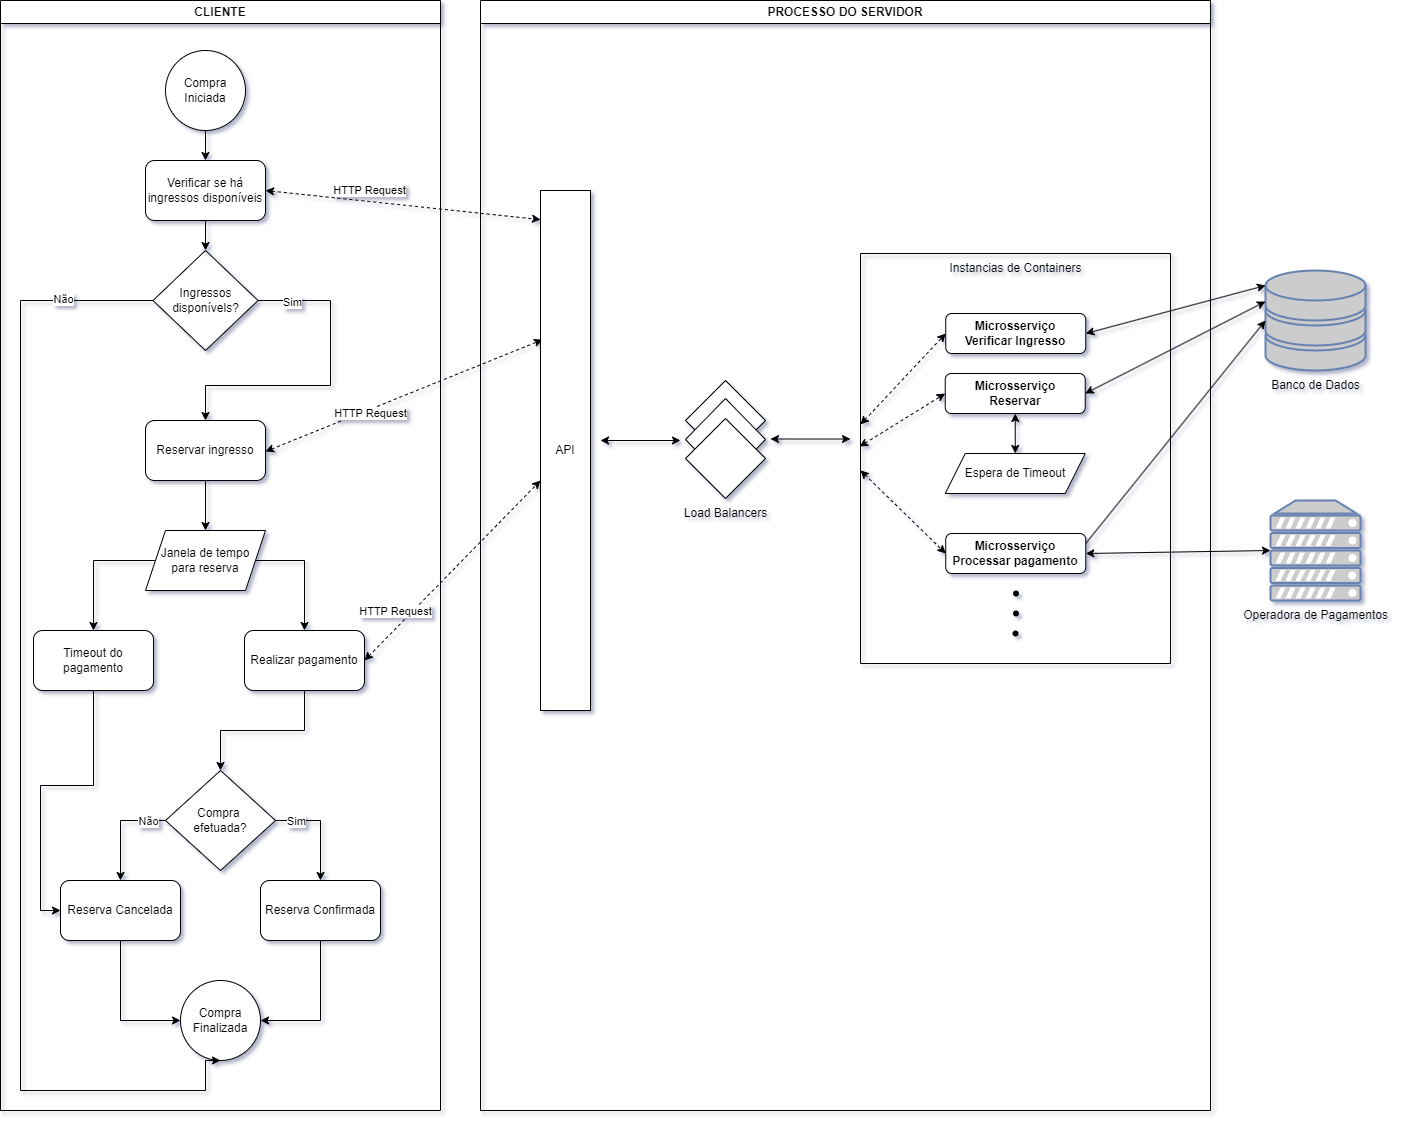 CLIENTE
PROCESSO DO SERVIDOR
Compra
Iniciada
Verificar se há
ingressos disponíveis
HTTP Request
Ingressos
disponívels?
Não
Sim
HTTP Request
Reservar ingresso
Janela de tempo
para reserva
HTTP Request
Timeout do
pagamento
Realizar pagamento
Compra
efetuada?
Não
Sim
Reserva Cancelada
Reserva Confirmada
Compra
Finalizada
API
Load Balancers
Instancias de Containers
Microsserviço
Verificar Ingresso
Microsserviço
Reservar
Espera de Timeout
Microsserviço
Processar pagamento
Banco de Dados
Operadora de Pagamentos